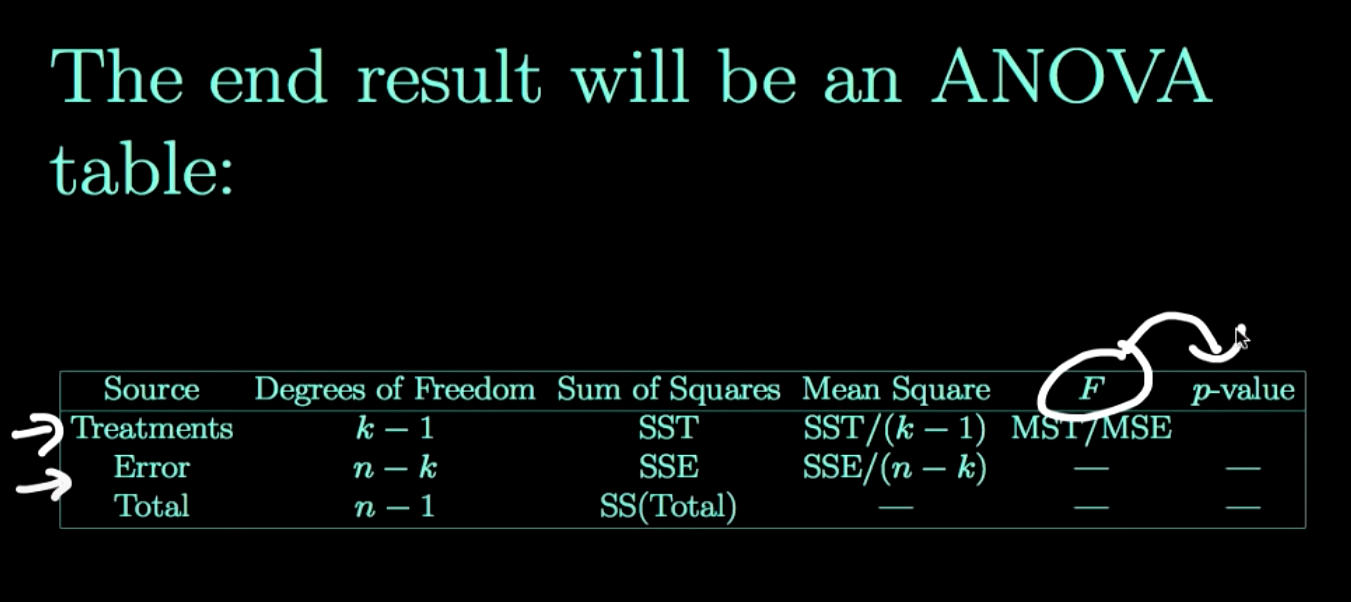 The end result will be an ANOVA
table:
Source Degrees of Freedom Sum of Squares Mean Square F p-value
Treatments k − 1 SST SST/(k − 1) MST/MSE
Error n − k SSE SSE/(n − k) — —
Total n − 1 SS(Total) — — —